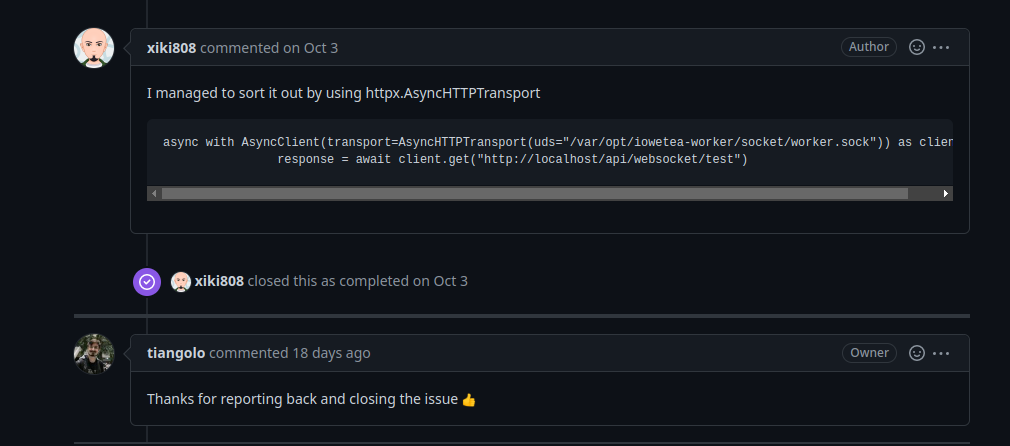 xiki808 commented on Oct 3 Author
I managed to sort it out by using httpx.AsyncHTTPTransport
async with AsyncClient(transport=AsyncHTTPTransport(uds="/var/opt/iowetea-worker/socket/worker.sock")) as clien
response = await client.get("http://localhost/api/websocket/test")
xiki808 closed this as completed on Oct 3
tiangolo commented 18 days ago Owner
Thanks for reporting back and closing the issue 👍